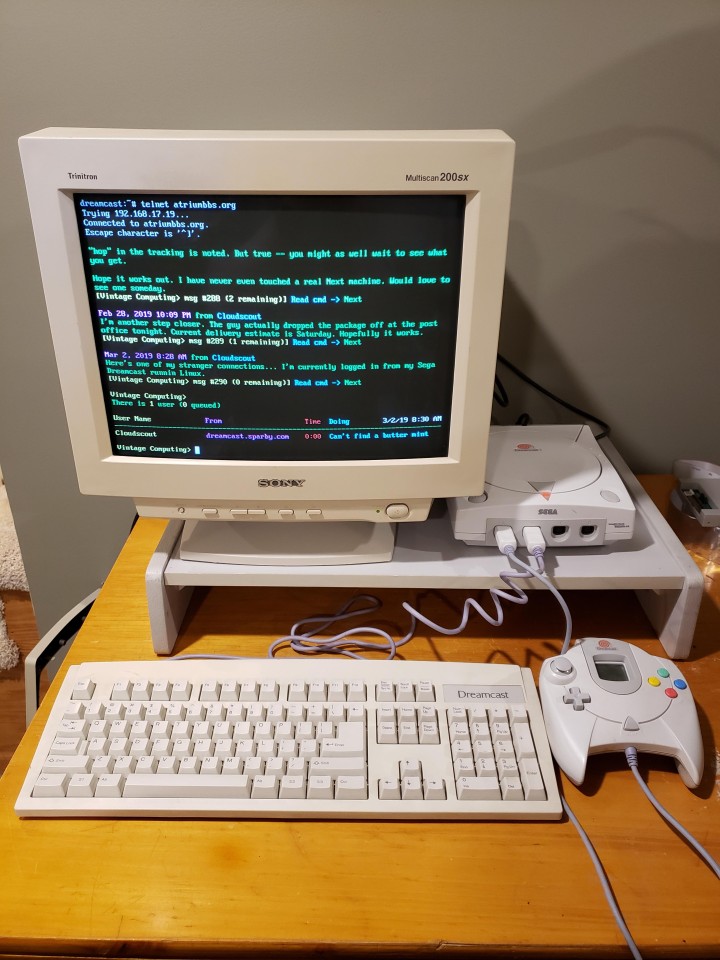 Trinitron
Multiscan 200sx
dreamcast:~# telnet atriumbbs.org
Trying 192.168.17.19...
Connected to atriumbbs.org.
Escape character is '^]'.
"hop" in the tracking is noted. But true -- you might as well wait to see what
you get.
Hope it works out. I have never even touched a real Next machine. Would love to
see one someday.
[Vintage Computing> msg #288 (2 remaining)] Read cmd -> Next
Feb 28, 2019 10:09 PM from Cloudscout
I'm another step closer. The guy actually dropped the package off at the post
office tonight. Current delivery estimate is Saturday. Hopefully it works.
[Vintage Computing> msg #289 (1 remaining)] Read cmd -> Next
Mar 2, 2019 8:28 AM from Cloudscout
Here's one of my stranger connections... I'm currently logged in from my Sega
Dreamcast runnin Linux.
[Vintage Computing> msg #290 (0 remaining)] Read cmd -> Next
Vintage Computing>
There is 1 user (0 queued)
User Name From Time Doing 3/2/19 8:30 AM
Cloudscout dreamcast.sparby.com 0:00 Can't find a butter mint
Vintage Computing>
SONY
SEGA
Dreamcast